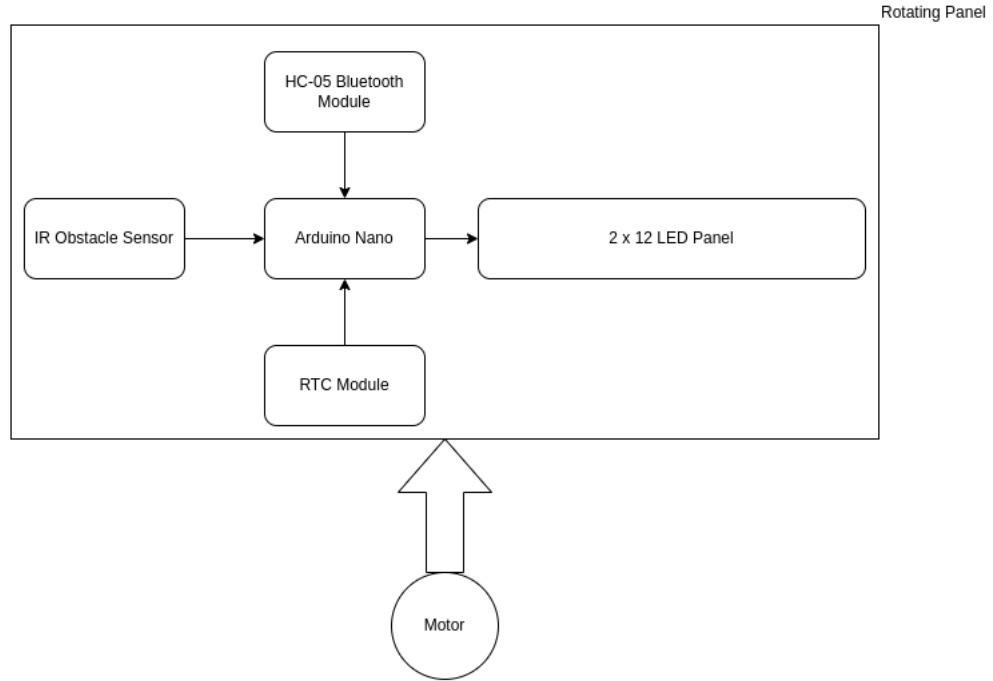 Rotating Panel
HC-05 Bluetooth
Module
IR Obstacle Sensor
Arduino Nano
2 x 12 LED Panel
RTC Module
Motor